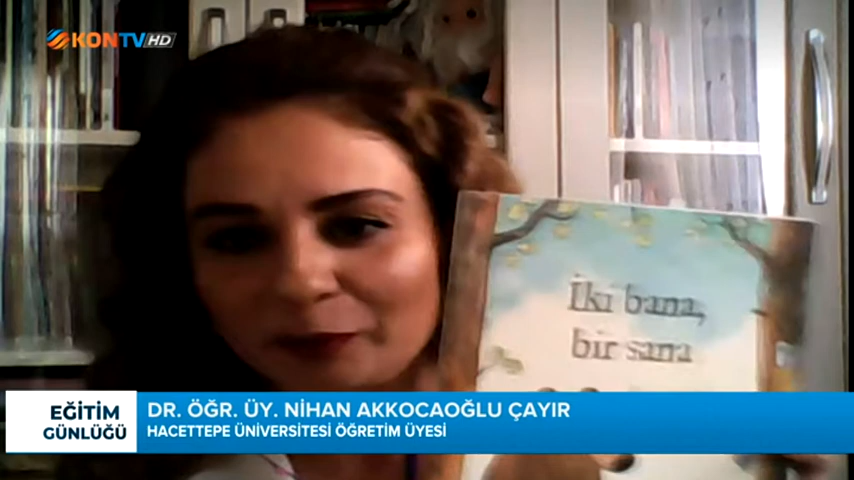 KONTV HD
İki bana,
bir sana
EĞİTİM
GÜNLÜĞÜ
DR. ÖĞR. ÜY. NİHAN AKKOCAOĞLU ÇAYIR
HACETTEPE ÜNİVERSİTESİ ÖĞRETİM ÜYESİ